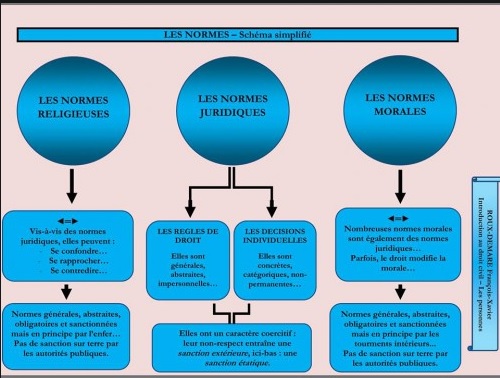 LES NORMES – Schéma simplifié
LES NORMES
RELIGIEUSES
LES NORMES
JURIDIQUES
LES NORMES
MORALES
Vis-à-vis des normes
juridiques, elles peuvent :
- Se confondre…
- Se rapprocher…
- Se contredire…
LES REGLES DE
DROIT
Elles sont
générales,
abstraites,
impersonnelles…
LES DECISIONS
INDIVIDUELLES
Elles sont
concrètes,
catégoriques, non-
permanentes…
Nombreuses normes morales
sont également des normes
juridiques…
Parfois, le droit modifie la
morale…
Normes générales, abstraites,
obligatoires et sanctionnées
mais en principe par l'enfer…
Pas de sanction sur terre par
les autorités publiques.
Elles ont un caractère coercitif :
leur non-respect entraîne une
sanction extérieure, ici-bas : une
sanction étatique.
Normes générales, abstraites,
obligatoires et sanctionnées
mais en principe par les
tourments intérieurs...
Pas de sanction sur terre par
les autorités publiques.
ROUX-DEMARE François-Xavier
Introduction au droit civil – Les personnes